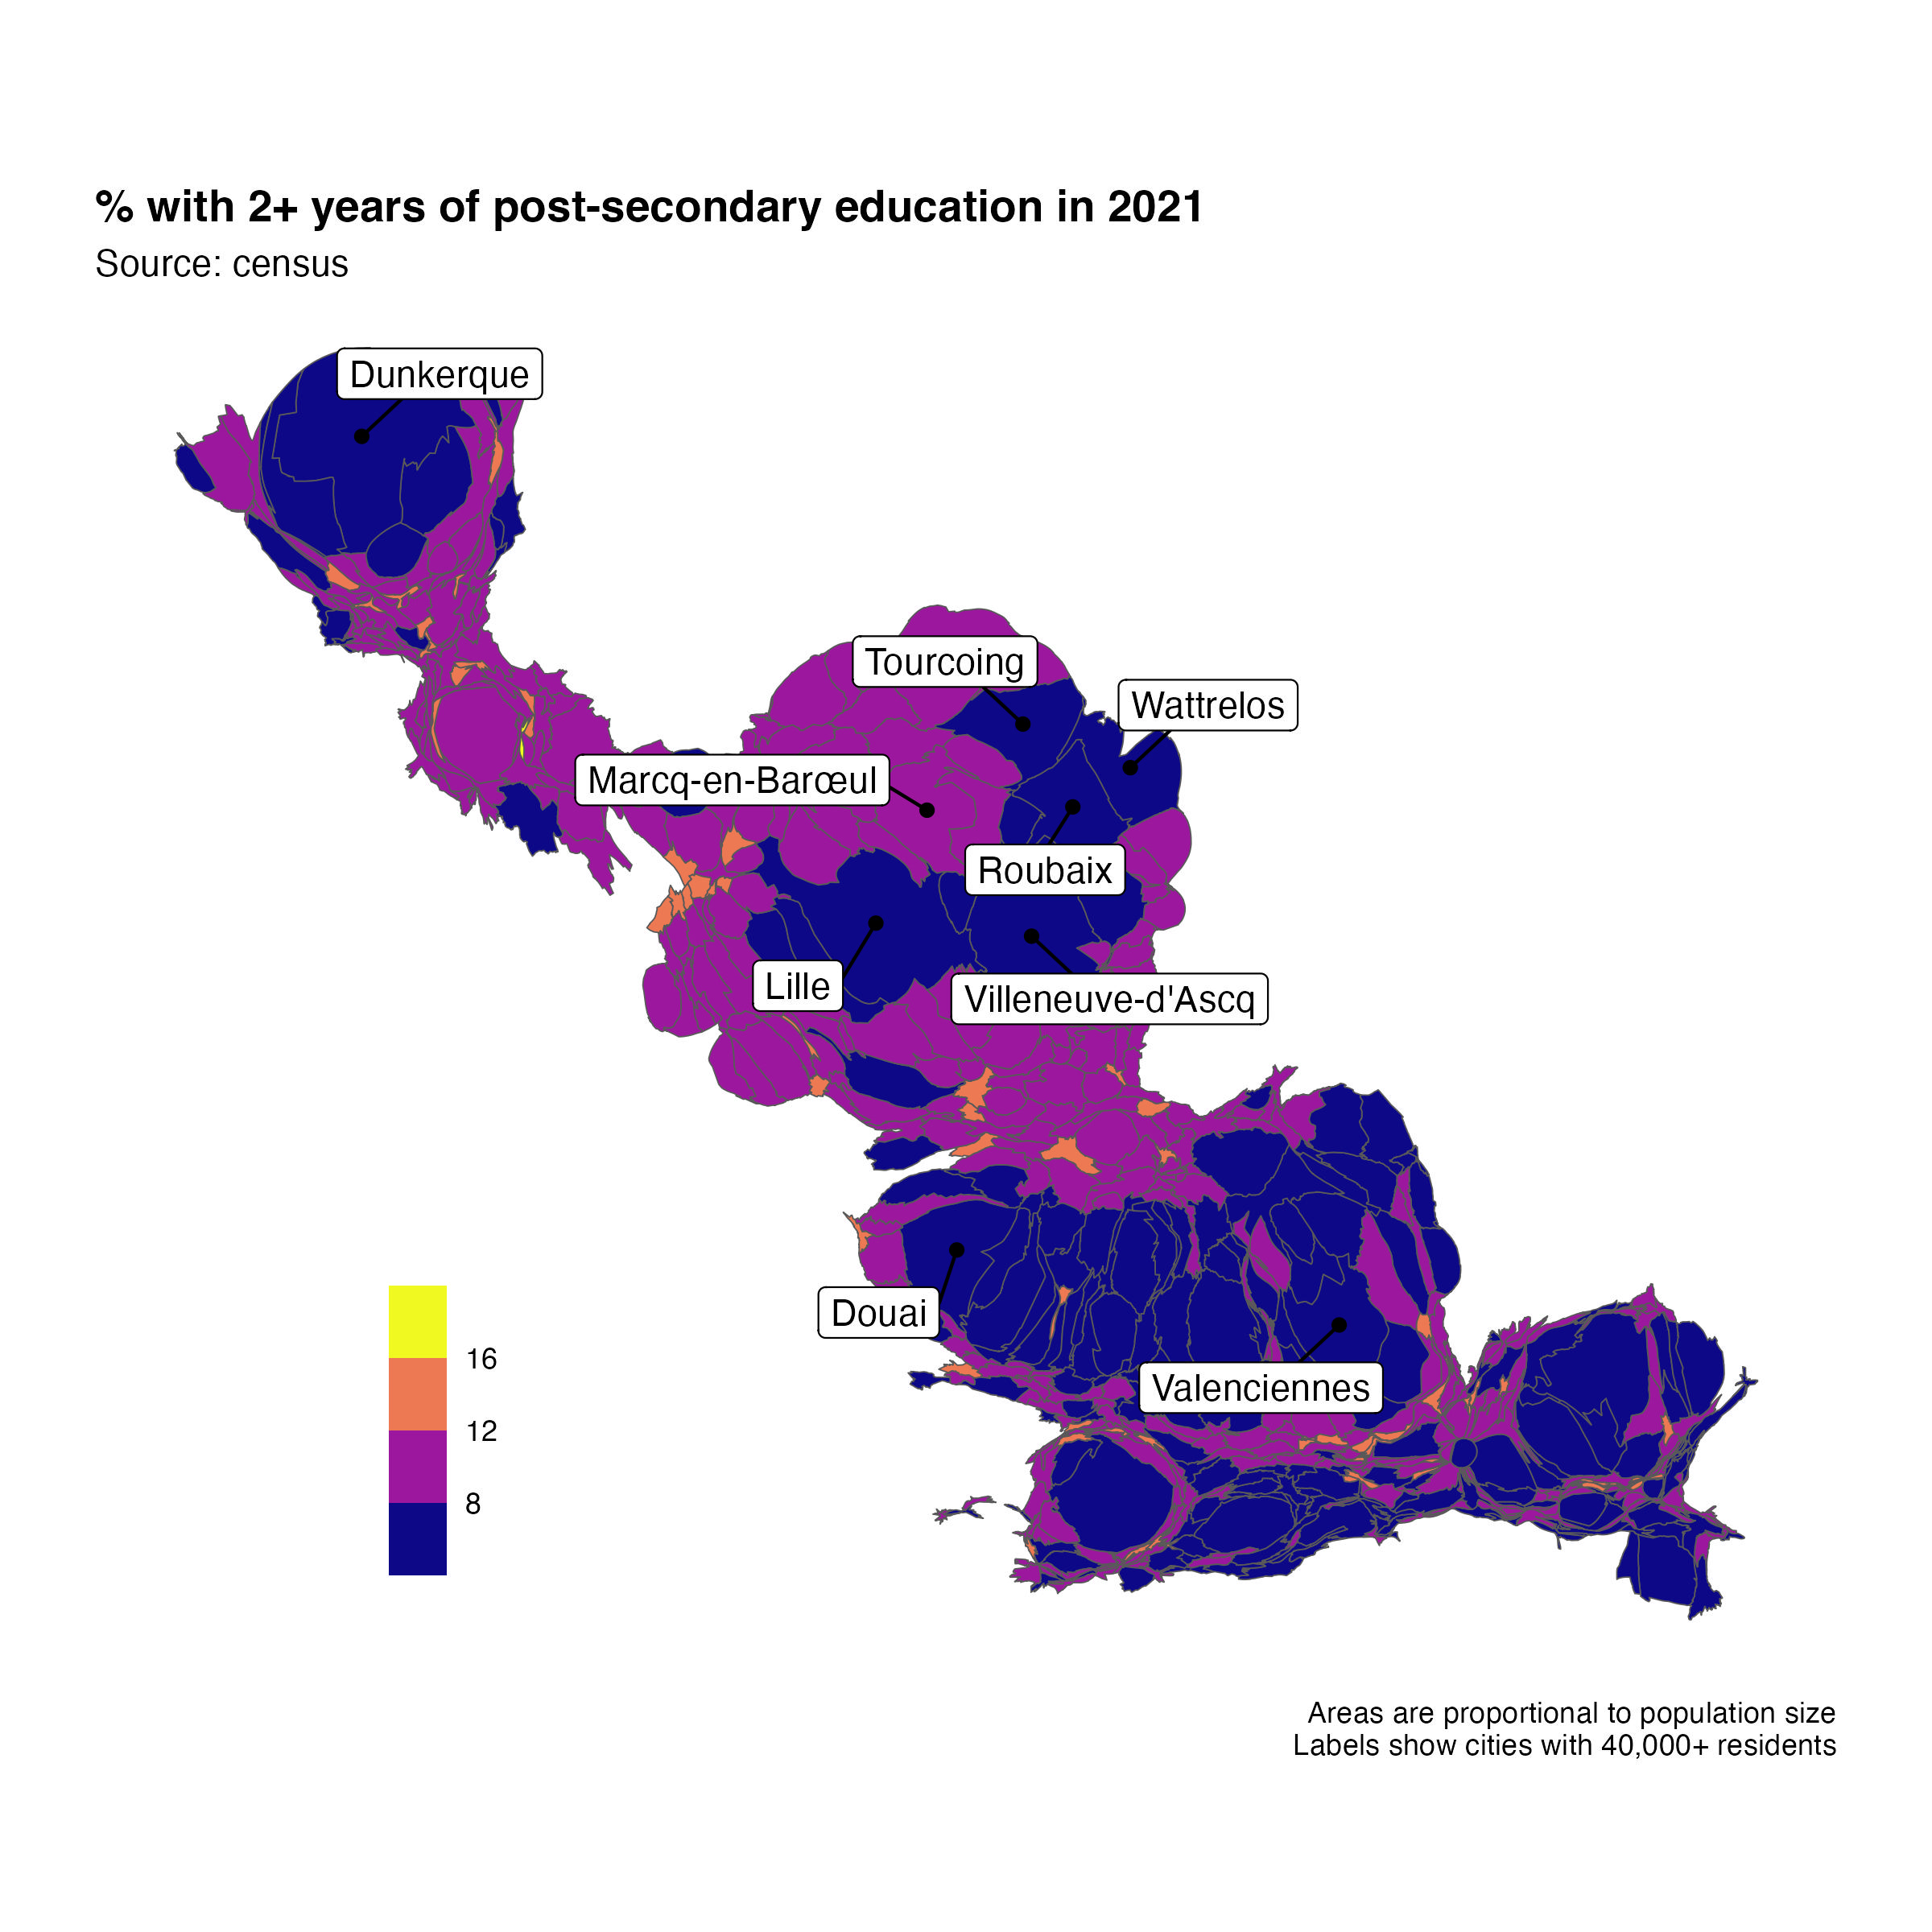 % with 2+ years of post-secondary education in 2021
Source: census
Dunkerque
Tourcoing
Wattrelos
Marcq-en-Barœul
Roubaix
Lille
Villeneuve-d'Ascq
Douai
Valenciennes
16
12
8
Areas are proportional to population size
Labels show cities with 40,000+ residents